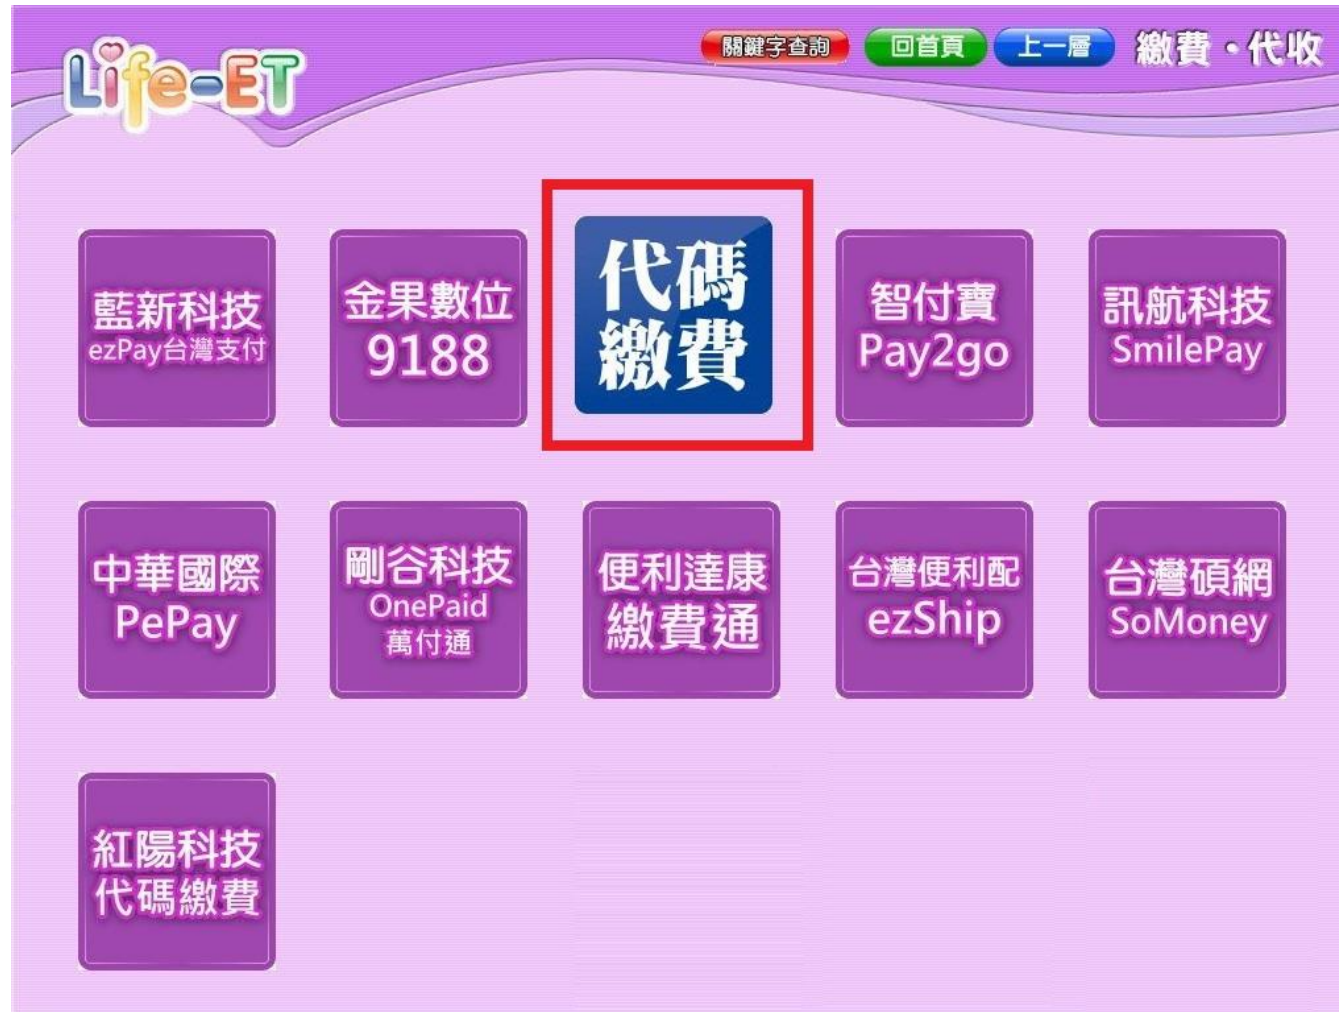 Life-ET
關鍵字查詢
回首頁
上一層
繳費・代收
藍新科技
ezPay台灣支付
金果數位
9188
代碼
繳費
智付寶
Pay2go
訊航科技
SmilePay
中華國際
PePay
剛谷科技
OnePaid
萬付通
便利達康
繳費通
台灣便利配
ezShip
台灣碩網
SoMoney
紅陽科技
代碼繳費